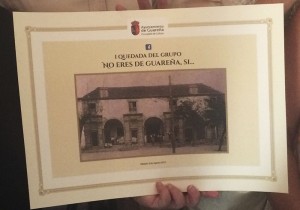 Ayuntamiento
DE GUAREÑA
I QUEDADA DEL GRUPO
'NO ERES DE GUAREÑA, SI...